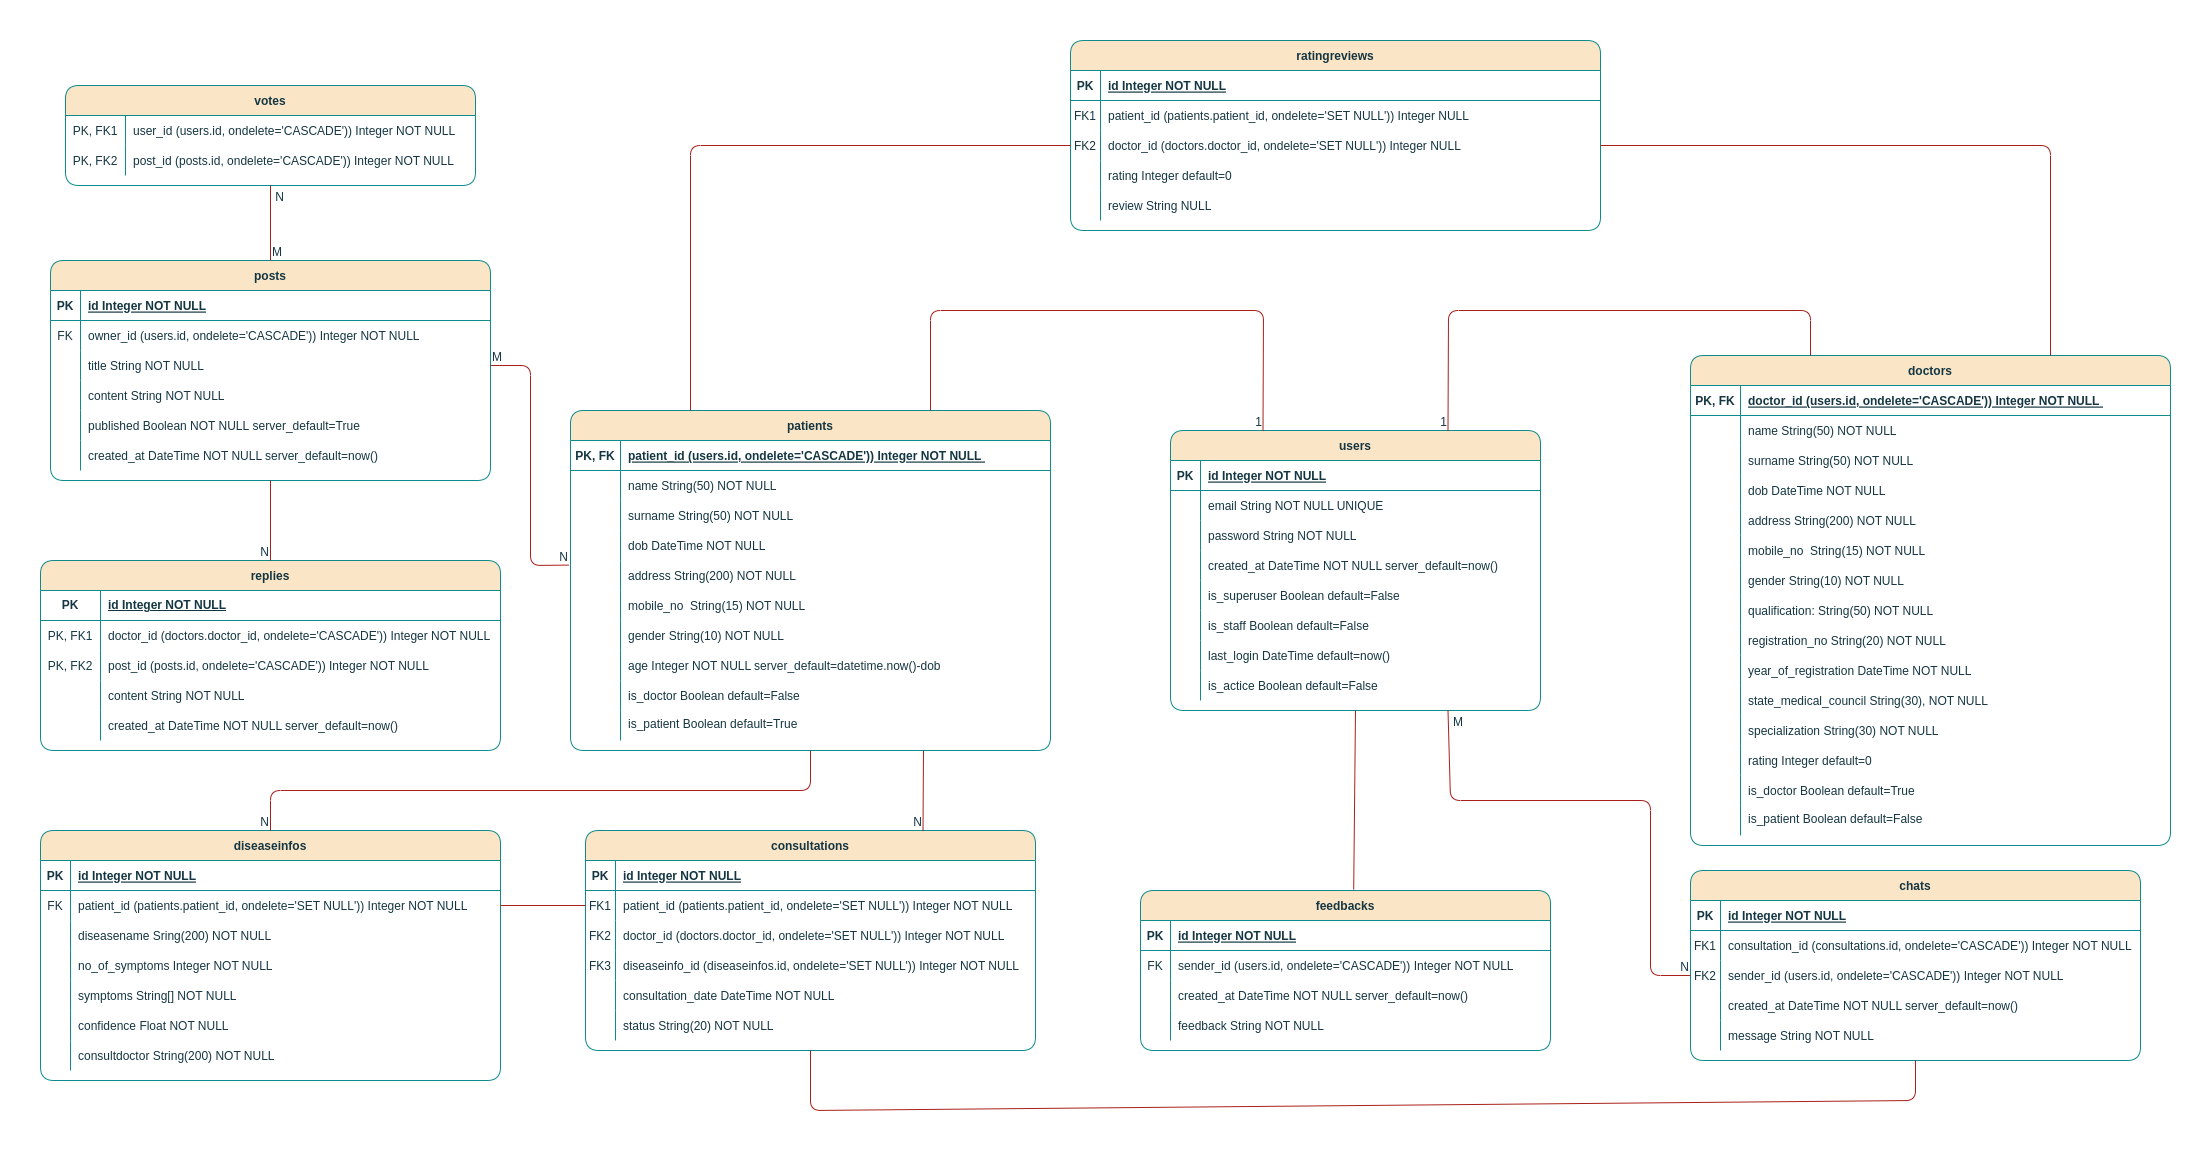 ratingreviews
PK id Integer NOT NULL
FK1 patient_id (patients.patient_id, ondelete='SET NULL')) Integer NULL
FK2 doctor_id (doctors.doctor_id, ondelete='SET NULL')) Integer NULL
rating Integer default=0
review String NULL
votes
PK, FK1 user_id (users.id, ondelete='CASCADE')) Integer NOT NULL
PK, FK2 post_id (posts.id, ondelete='CASCADE')) Integer NOT NULL
N
M
posts
PK id Integer NOT NULL
FK owner_id (users.id, ondelete='CASCADE')) Integer NOT NULL
title String NOT NULL
content String NOT NULL
published Boolean NOT NULL server_default=True
created_at DateTime NOT NULL server_default=now()
M
N
N
replies
PK id Integer NOT NULL
PK, FK1 doctor_id (doctors.doctor_id, ondelete='CASCADE')) Integer NOT NULL
PK, FK2 post_id (posts.id, ondelete='CASCADE')) Integer NOT NULL
content String NOT NULL
created_at DateTime NOT NULL server_default=now()
patients
PK, FK patient_id (users.id, ondelete='CASCADE')) Integer NOT NULL
name String(50) NOT NULL
surname String(50) NOT NULL
dob DateTime NOT NULL
address String(200) NOT NULL
mobile_no String(15) NOT NULL
gender String(10) NOT NULL
age Integer NOT NULL server_default=datetime.now()-dob
is_doctor Boolean default=False
is_patient Boolean default=True
1
1
users
PK id Integer NOT NULL
email String NOT NULL UNIQUE
password String NOT NULL
created_at DateTime NOT NULL server_default=now()
is_superuser Boolean default=False
is_staff Boolean default=False
last_login DateTime default=now()
is_actice Boolean default=False
M
doctors
PK, FK doctor_id (users.id, ondelete='CASCADE')) Integer NOT NULL
name String(50) NOT NULL
surname String(50) NOT NULL
dob DateTime NOT NULL
address String(200) NOT NULL
mobile_no String(15) NOT NULL
gender String(10) NOT NULL
qualification: String(50) NOT NULL
registration_no String(20) NOT NULL
year_of_registration DateTime NOT NULL
state_medical_council String(30), NOT NULL
specialization String(30) NOT NULL
rating Integer default=0
is_doctor Boolean default=True
is_patient Boolean default=False
N
diseaseinfos
PK id Integer NOT NULL
FK patient_id (patients.patient_id, ondelete='SET NULL')) Integer NOT NULL
diseasename Sring(200) NOT NULL
no_of_symptoms Integer NOT NULL
symptoms String[] NOT NULL
confidence Float NOT NULL
consultdoctor String(200) NOT NULL
N
consultations
PK id Integer NOT NULL
FK1 patient_id (patients.patient_id, ondelete='SET NULL')) Integer NOT NULL
FK2 doctor_id (doctors.doctor_id, ondelete='SET NULL')) Integer NOT NULL
FK3 diseaseinfo_id (diseaseinfos.id, ondelete='SET NULL')) Integer NOT NULL
consultation_date DateTime NOT NULL
status String(20) NOT NULL
feedbacks
PK id Integer NOT NULL
FK sender_id (users.id, ondelete='CASCADE')) Integer NOT NULL
created_at DateTime NOT NULL server_default=now()
feedback String NOT NULL
N
chats
PK id Integer NOT NULL
FK1 consultation_id (consultations.id, ondelete='CASCADE')) Integer NOT NULL
FK2 sender_id (users.id, ondelete='CASCADE')) Integer NOT NULL
created_at DateTime NOT NULL server_default=now()
message String NOT NULL